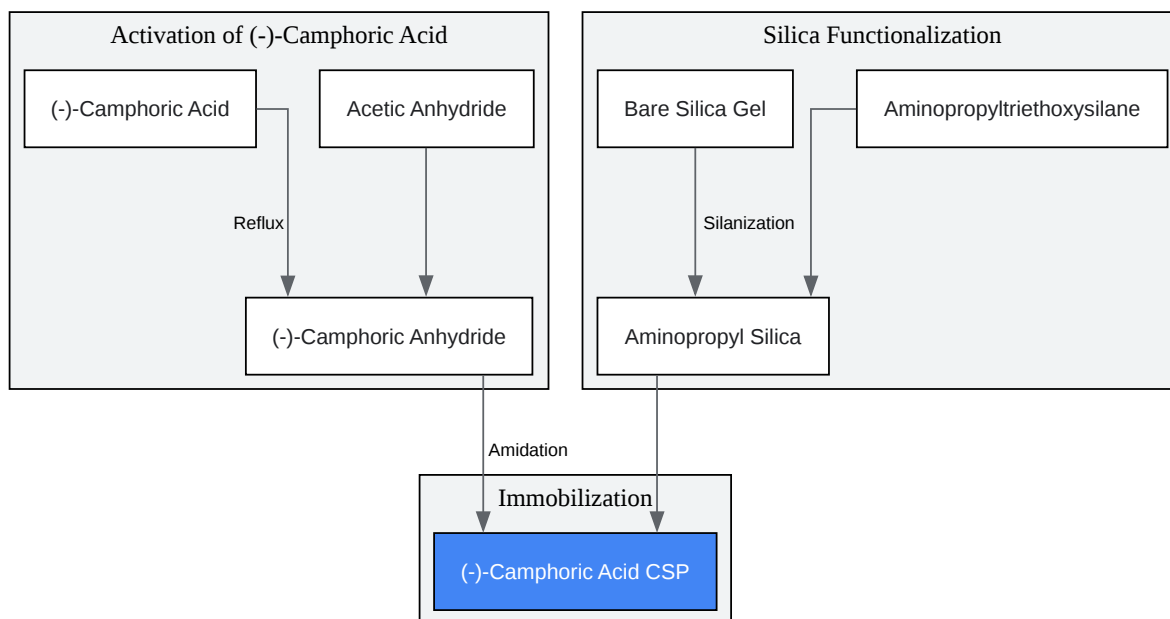 Activation of (-)-Camphoric Acid
(-)-Camphoric Acid
Acetic Anhydride
Reflux
(-)-Camphoric Anhydride
Silica Functionalization
Bare Silica Gel
Aminopropyltriethoxysilane
Silanization
Aminopropyl Silica
Amidation
Immobilization
(-)-Camphoric Acid CSP